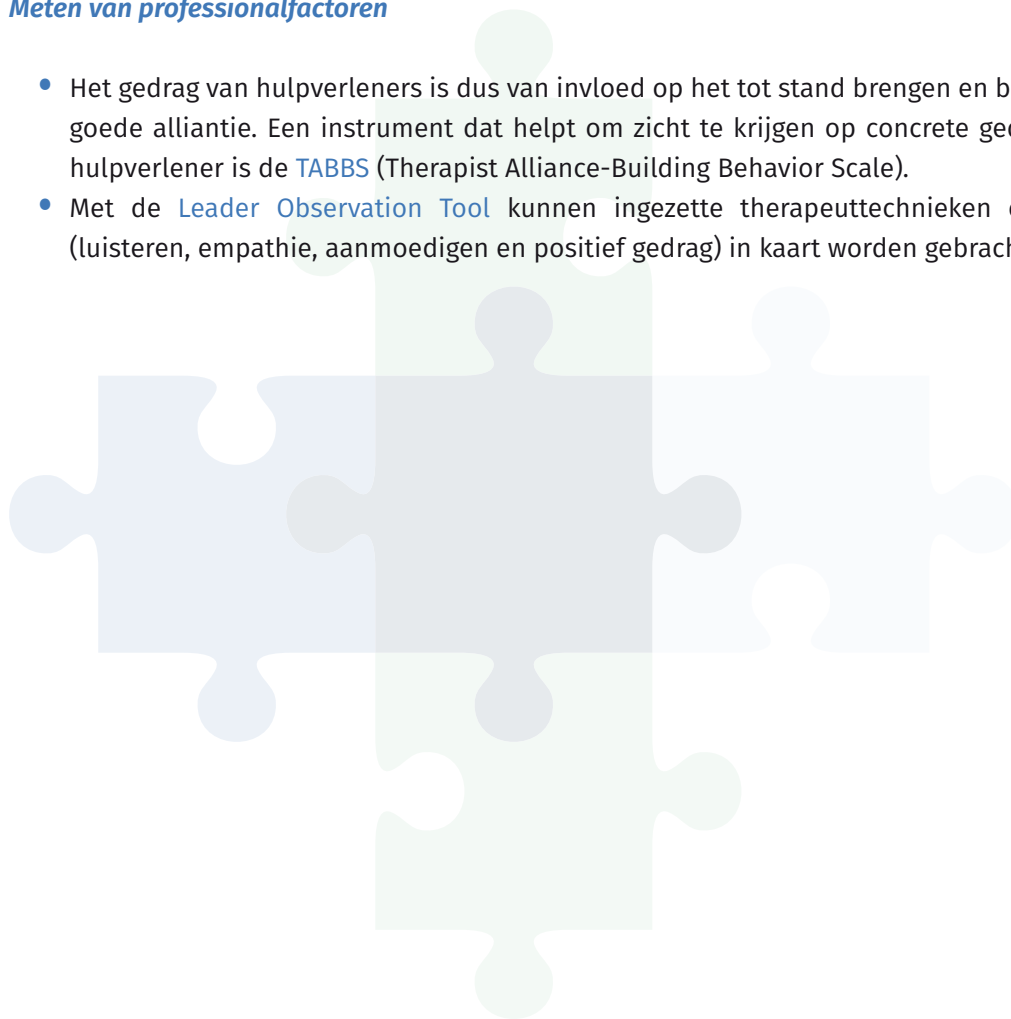 Meten van professionalfactoren
• Het gedrag van hulpverleners is dus van invloed op het tot stand brengen en
goede alliantie. Een instrument dat helpt om zicht te krijgen op concrete
hulpverlener is de TABBS (Therapist Alliance-Building Behavior Scale).
• Met de Leader Observation Tool kunnen ingezette therapeuttechnieken
(luisteren, empathie, aanmoedigen en positief gedrag) in kaart worden